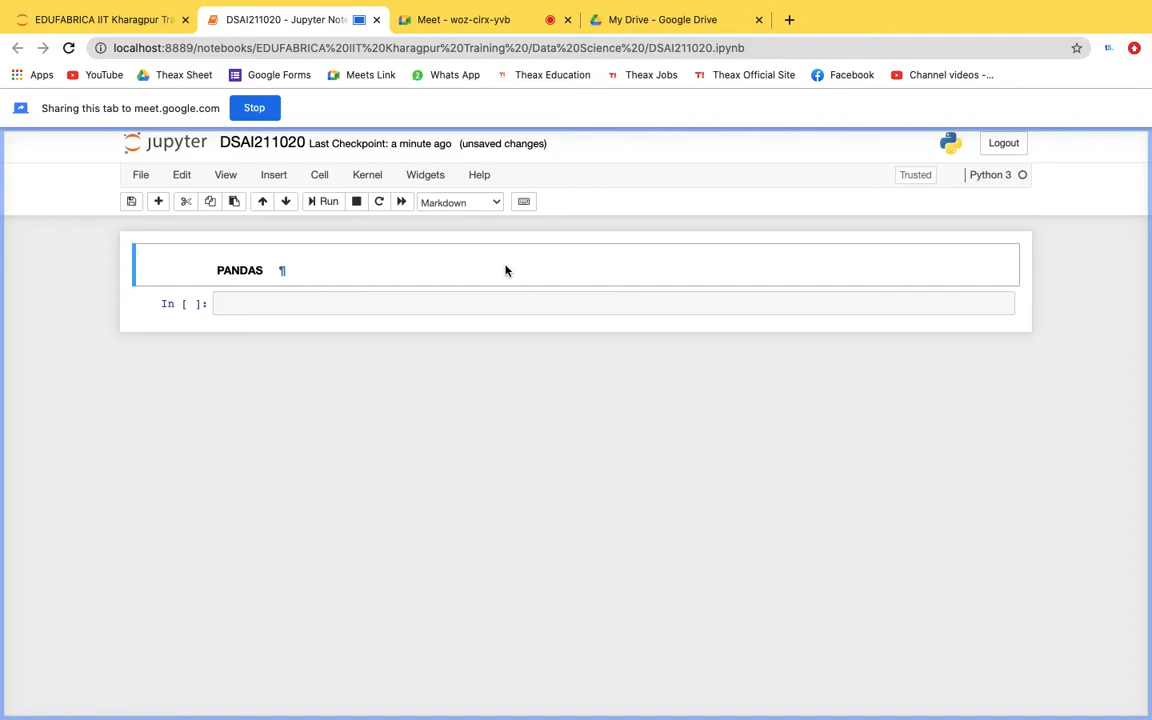 EDUFABRICA IIT Kharagpur Tra
DSAI211020 - Jupyter Note
Meet - woz-cirx-yvb
My Drive - Google Drive
localhost:8889/notebooks/EDUFABRICA%20IIT%20Kharagpur%20Training%20/Data%20Science%20/DSAI211020.ipynb
Apps YouTube Theax Sheet Google Forms Meets Link Whats App Theax Education Theax Jobs Theax Official Site Facebook Channel videos -...
Sharing this tab to meet.google.com Stop
jupyter DSAI211020 Last Checkpoint: a minute ago (unsaved changes) Logout
File Edit View Insert Cell Kernel Widgets Help Trusted Python 3
Run Markdown
PANDAS ¶
In [ ]: